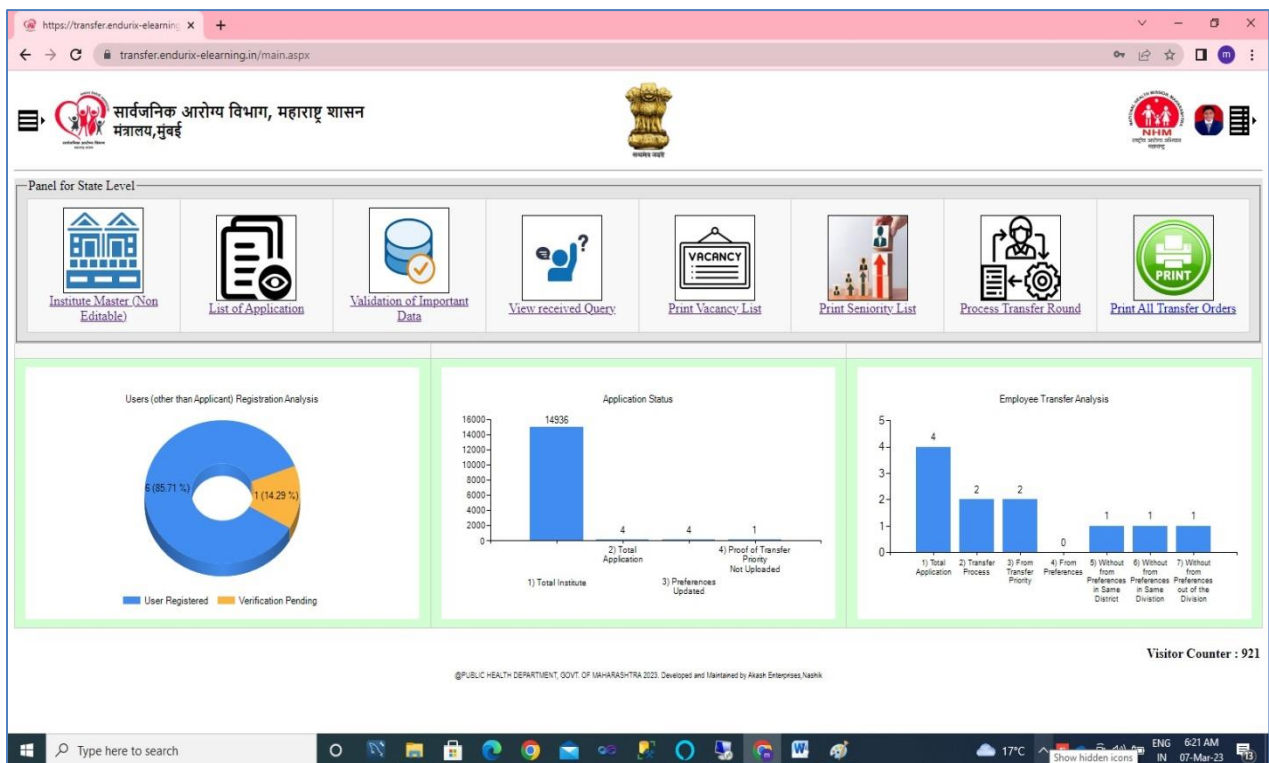 https://transfer.endurix-elearning
transfer.endurix-elearning.in/main.aspx
m
सार्वजनिक आरोग्य विभाग, महाराष्ट्र शासन
मंत्रालय,मुंबई
सत्यमेव जयते
NHM
Panel for State Level
VACANCY
PRINT
Institute Master (Non
Editable)
List of Application
Validation of Important
Data
View received Query
Print Vacancy List
Print Seniority List
Process Transfer Round
Print All Transfer Orders
Users (other than Applicant) Registration Analysis
6 (85.71 %)
1 (14.29 %)
User Registered
Verification Pending
Application Status
16000
14000
12000
10000
8000
6000
4000
2000
0
14936
4
4
1
1) Total Institute
2) Total
Application
3) Preferences
Updated
4) Proof of Transfer
Priority
Not Uploaded
Employee Transfer Analysis
5
4
3
2
1
0
4
2
2
0
1
1
1
1) Total
Application
2) Transfer
Process
3) From
Transfer
Priority
4) From
Preferences
5) Without
from
Preferences
in Same
District
6) Without
from
Preferences
in Same
Divistion
7) Without
from
Preferences
out of the
Division
Visitor Counter : 921
@PUBLIC HEALTH DEPARTMENT, GOVT. OF MAHARASHTRA 2023. Developed and Maintained by Akash Enterprises,Nashik
Type here to search
17°C
Show hidden icons
ENG
IN
6:21 AM
07-Mar-23